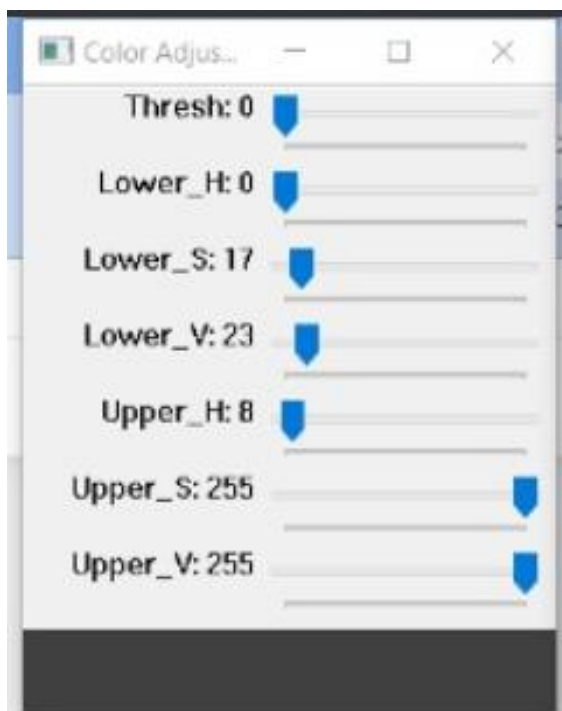 Color Adjus...
Thresh: 0
Lower_H: 0
Lower_S: 17
Lower_V: 23
Upper_H: 8
Upper_S: 255
Upper_V: 255